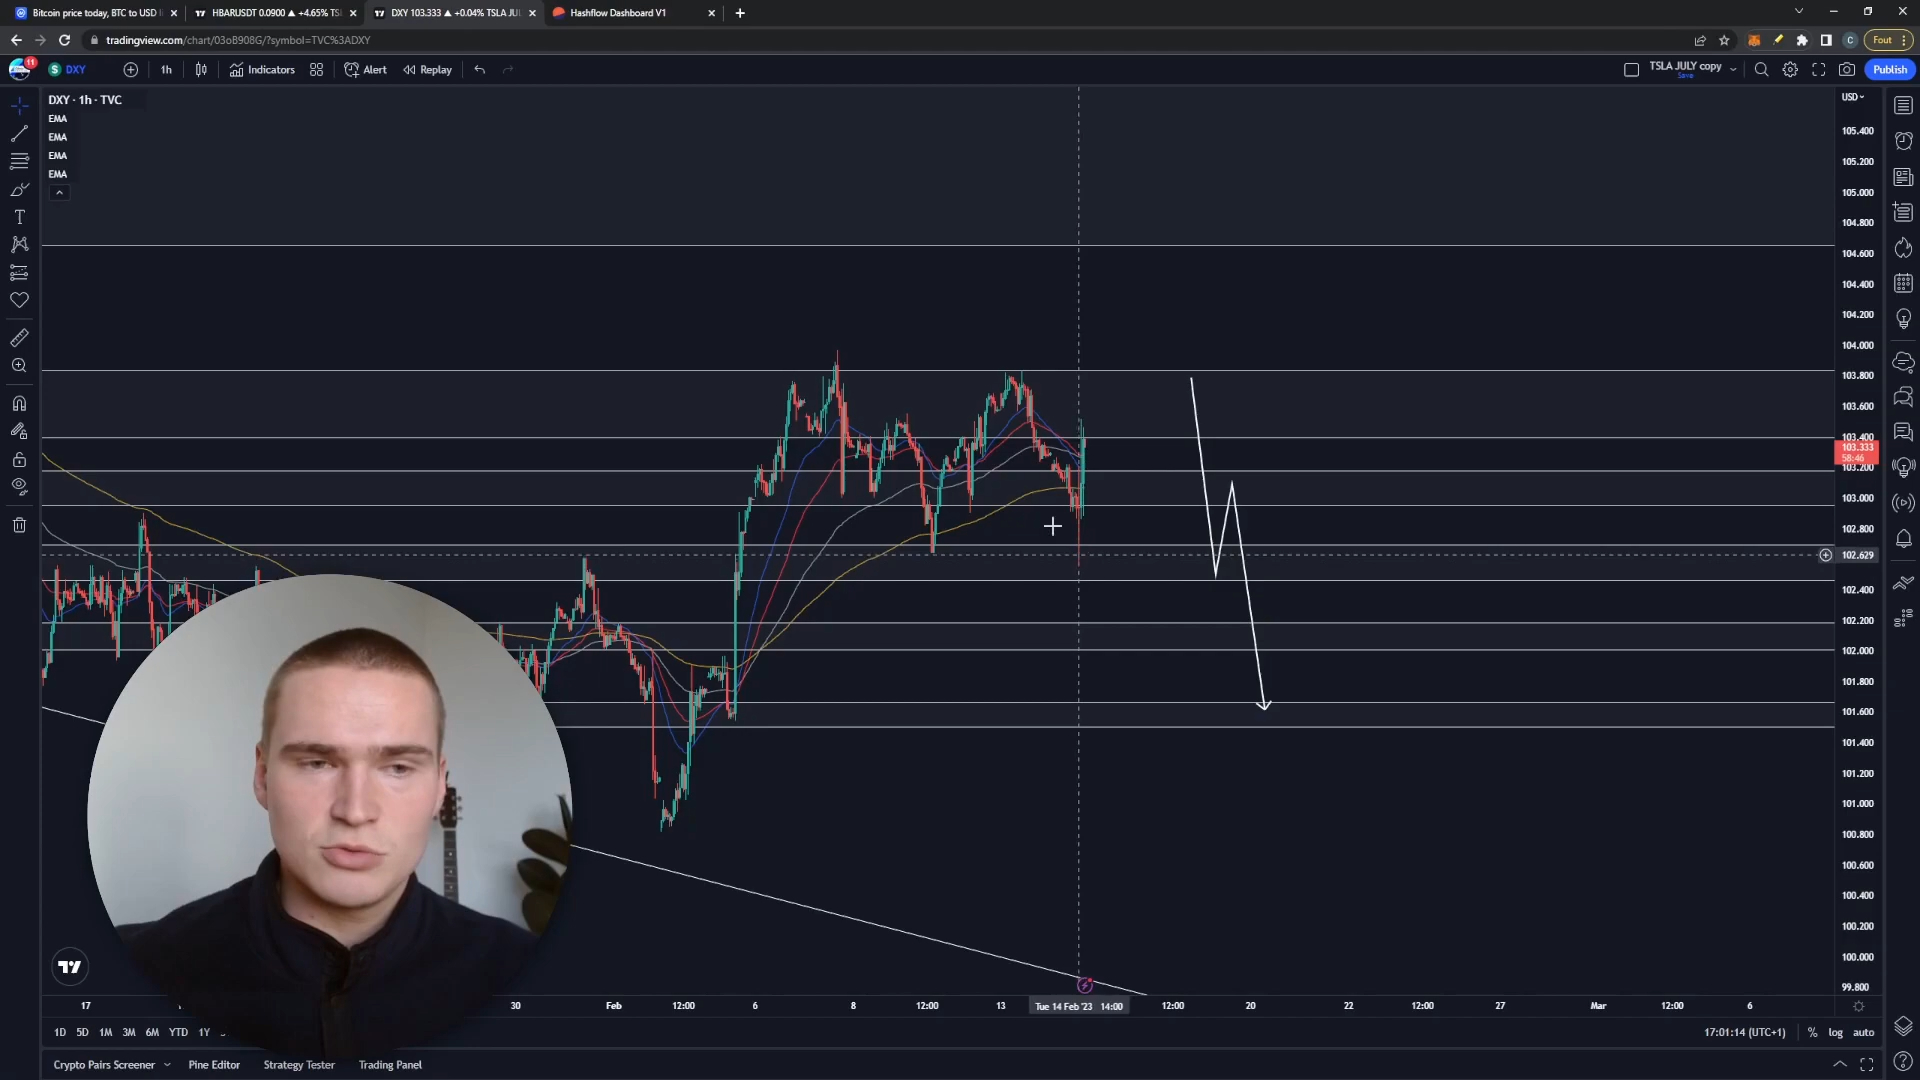 Bitcoin price today, BTC to USD l
HBARUSDT 0.0900 ▲ +4.65% TS
DXY 103.333 ▲ +0.04% TSLA JU
Hashflow Dashboard V1
tradingview.com/chart/03oB908G/?symbol=TVC%3ADXY
C
Fout
11
$ DXY
1h
Indicators
Alert
Replay
TSLA JULY copy
Save
Publish
DXY · 1h · TVC
EMA
EMA
EMA
EMA
USD
105.400
105.200
105.000
104.800
104.600
104.400
104.200
104.000
103.800
103.600
103.400
103.333
58:46
103.200
103.000
102.800
102.629
102.400
102.200
102.000
101.800
101.600
101.400
101.200
101.000
100.800
100.600
100.400
100.200
100.000
99.800
17
30
Feb
12:00
6
8
12:00
13
Tue 14 Feb '23 14:00
12:00
20
22
12:00
27
Mar
12:00
6
1D 5D 1M 3M 6M YTD 1Y
17:01:14 (UTC+1)
% log auto
Crypto Pairs Screener
Pine Editor
Strategy Tester
Trading Panel